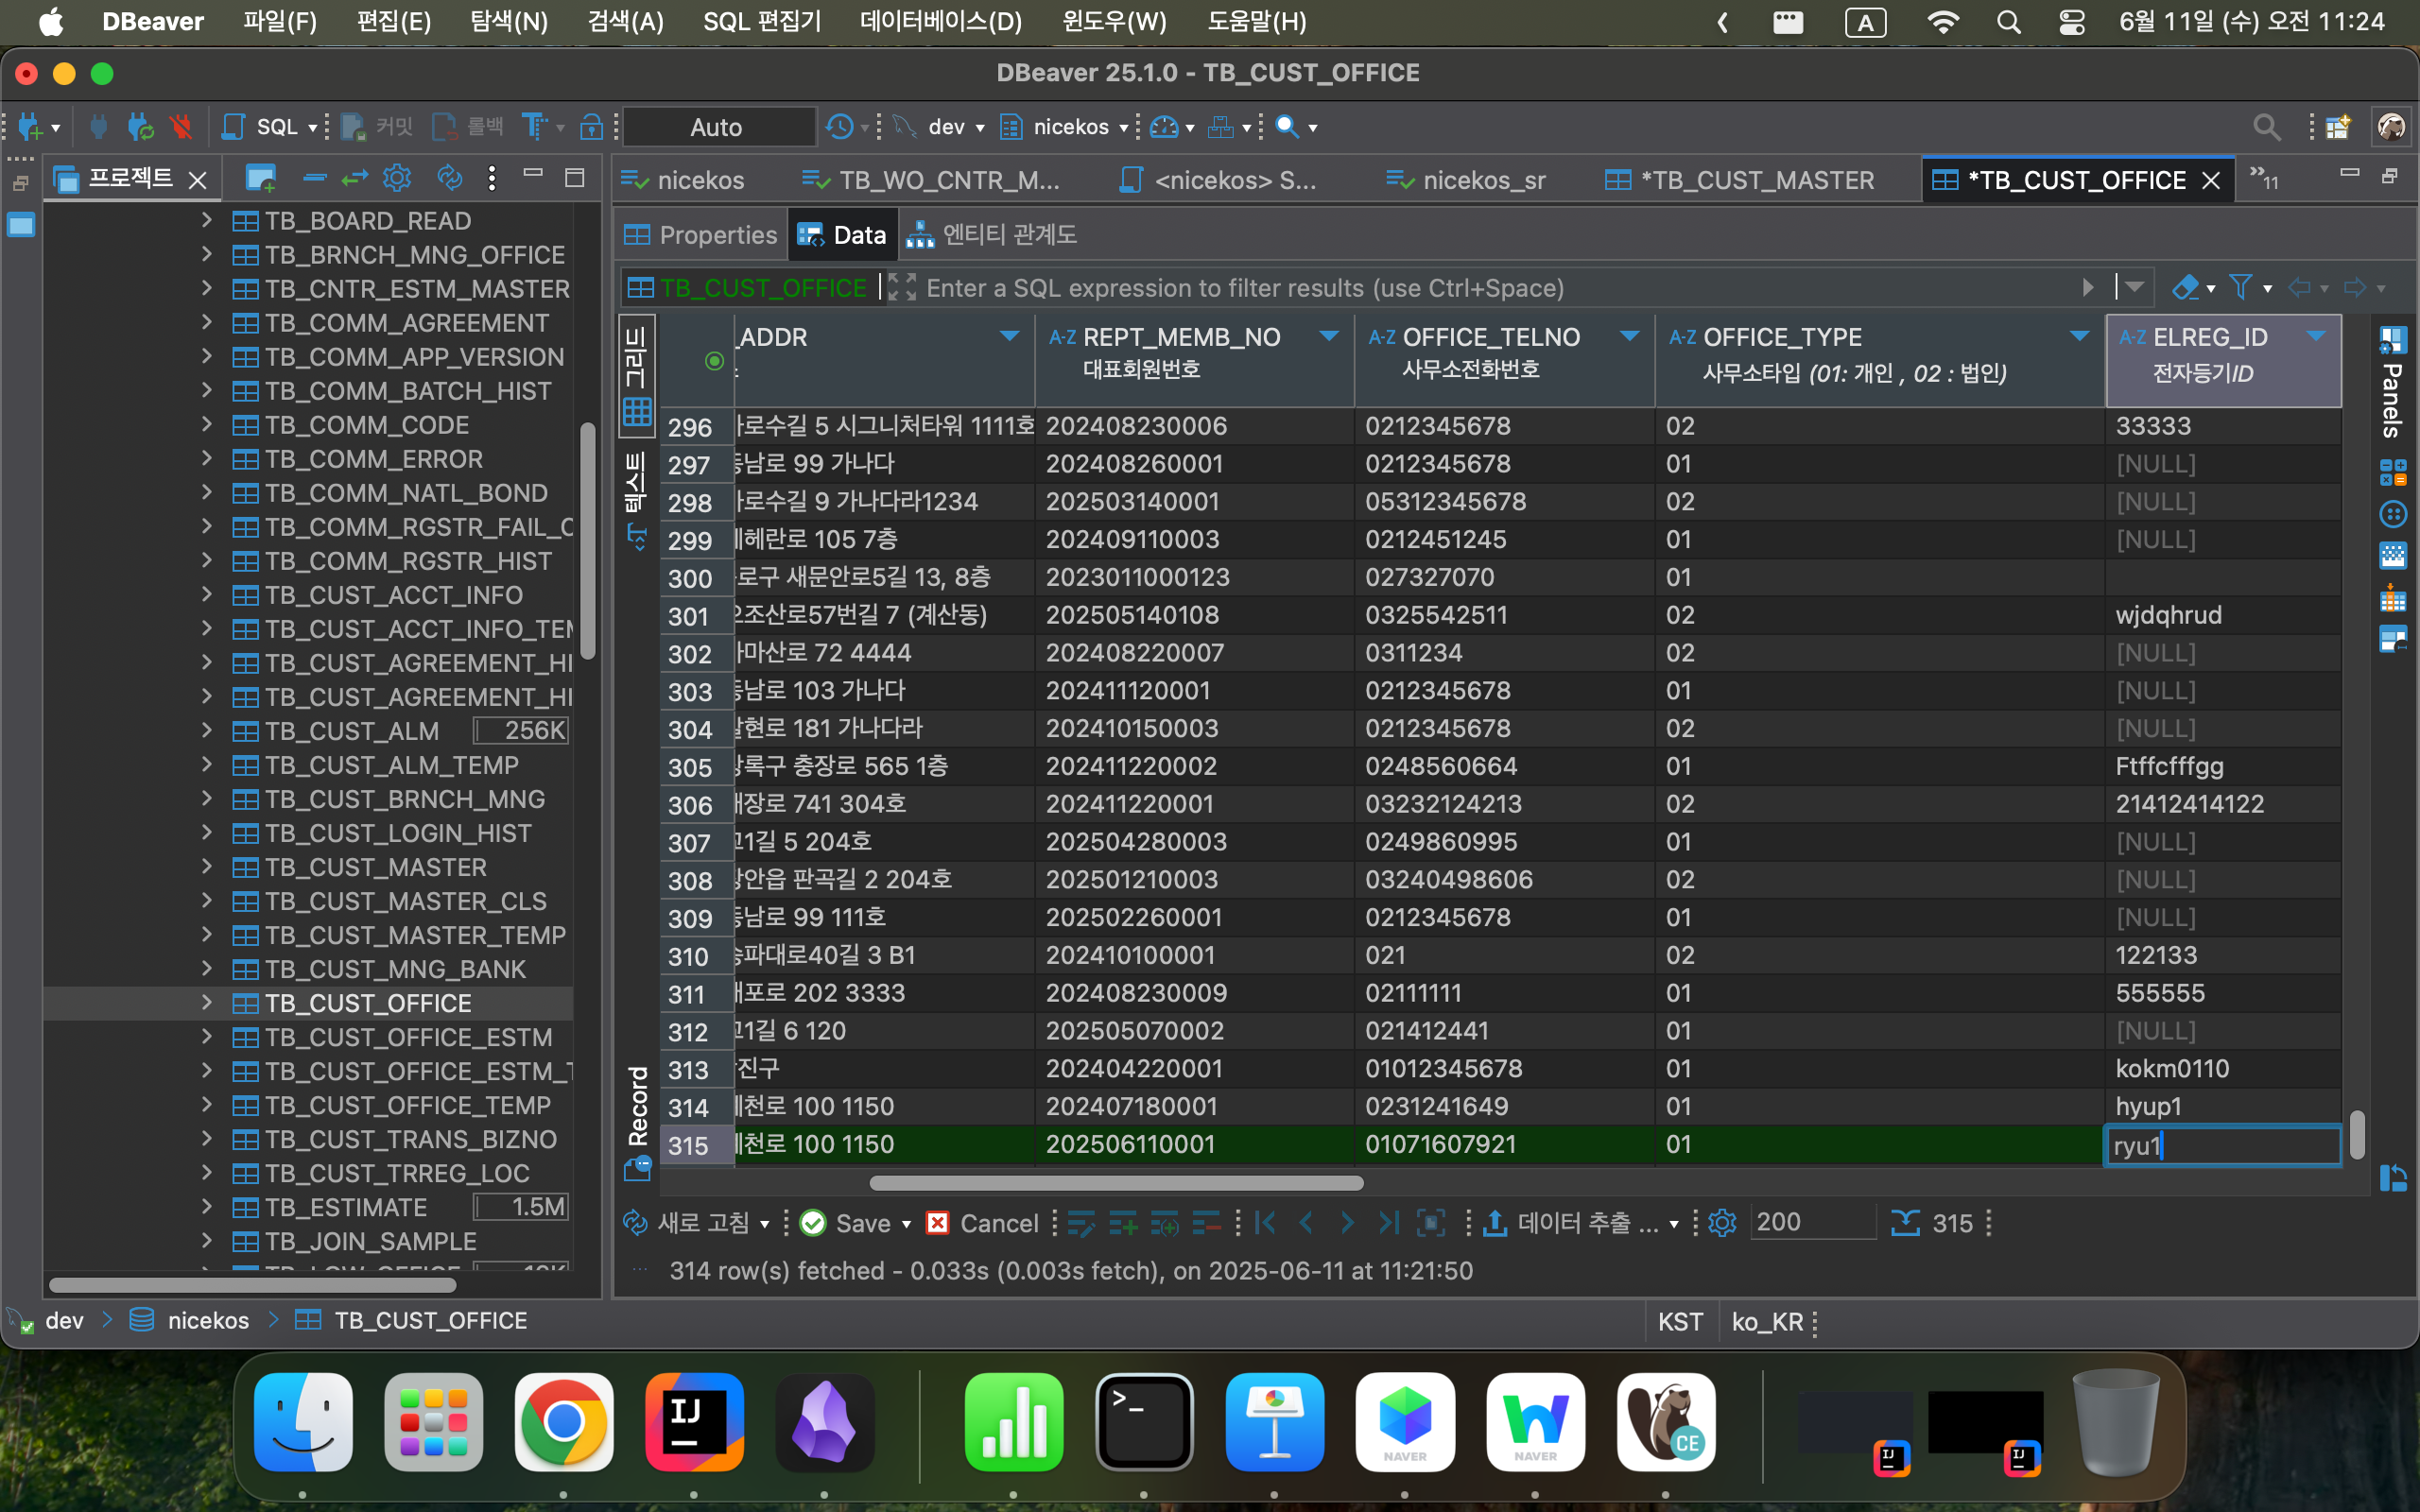 DBeaver 파일(F) 편집(E) 탐색(N) 검색(A) SQL 편집기 데이터베이스(D) 윈도우(W) 도움말(H) A 6월 11일 (수) 오전 11:24
DBeaver 25.1.0 - TB_CUST_OFFICE
SQL 커밋 롤백 Auto dev nicekos
프로젝트
nicekos TB_WO_CNTR_M... <nicekos> S... nicekos_sr *TB_CUST_MASTER *TB_CUST_OFFICE 11
Properties Data 엔티티 관계도
TB_CUST_OFFICE Enter a SQL expression to filter results (use Ctrl+Space)
TB_BOARD_READ
TB_BRNCH_MNG_OFFICE
TB_CNTR_ESTM_MASTER
TB_COMM_AGREEMENT
TB_COMM_APP_VERSION
TB_COMM_BATCH_HIST
TB_COMM_CODE
TB_COMM_ERROR
TB_COMM_NATL_BOND
TB_COMM_RGSTR_FAIL_C
TB_COMM_RGSTR_HIST
TB_CUST_ACCT_INFO
TB_CUST_ACCT_INFO_TEM
TB_CUST_AGREEMENT_HI
TB_CUST_AGREEMENT_HI
TB_CUST_ALM 256K
TB_CUST_ALM_TEMP
TB_CUST_BRNCH_MNG
TB_CUST_LOGIN_HIST
TB_CUST_MASTER
TB_CUST_MASTER_CLS
TB_CUST_MASTER_TEMP
TB_CUST_MNG_BANK
TB_CUST_OFFICE
TB_CUST_OFFICE_ESTM
TB_CUST_OFFICE_ESTM_T
TB_CUST_OFFICE_TEMP
TB_CUST_TRANS_BIZNO
TB_CUST_TRREG_LOC
TB_ESTIMATE 1.5M
TB_JOIN_SAMPLE
그리드
텍스트
Record
_ADDR A-Z REPT_MEMB_NO A-Z OFFICE_TELNO A-Z OFFICE_TYPE A-Z ELREG_ID
대표회원번호 사무소전화번호 사무소타입 (01: 개인 , 02 : 법인) 전자등기ID
296 로수길 5 시그니처타워 1111호 202408230006 0212345678 02 33333
297 남로 99 가나다 202408260001 0212345678 01 [NULL]
298 로수길 9 가나다라1234 202503140001 05312345678 02 [NULL]
299 헤란로 105 7층 202409110003 0212451245 01 [NULL]
300 로구 새문안로5길 13, 8층 2023011000123 027327070 01
301 조산로57번길 7 (계산동) 202505140108 0325542511 02 wjdqhrud
302 마산로 72 4444 202408220007 0311234 02 [NULL]
303 남로 103 가나다 202411120001 0212345678 01 [NULL]
304 현로 181 가나다라 202410150003 0212345678 02 [NULL]
305 록구 충장로 565 1층 202411220002 0248560664 01 Ftffcfffgg
306 장로 741 304호 202411220001 03232124213 02 21412414122
307 1길 5 204호 202504280003 0249860995 01 [NULL]
308 안읍 판곡길 2 204호 202501210003 03240498606 02 [NULL]
309 남로 99 111호 202502260001 0212345678 01 [NULL]
310 파대로40길 3 B1 202410100001 021 02 122133
311 포로 202 3333 202408230009 02111111 01 555555
312 1길 6 120 202505070002 021412441 01 [NULL]
313 진구 202404220001 01012345678 01 kokm0110
314 천로 100 1150 202407180001 0231241649 01 hyup1
315 천로 100 1150 202506110001 01071607921 01 ryu1
Panels
새로 고침 Save Cancel 데이터 추출 ... 200 315
314 row(s) fetched - 0.033s (0.003s fetch), on 2025-06-11 at 11:21:50
dev nicekos TB_CUST_OFFICE KST ko_KR
IJ >_ NAVER NAVER CE IJ IJ